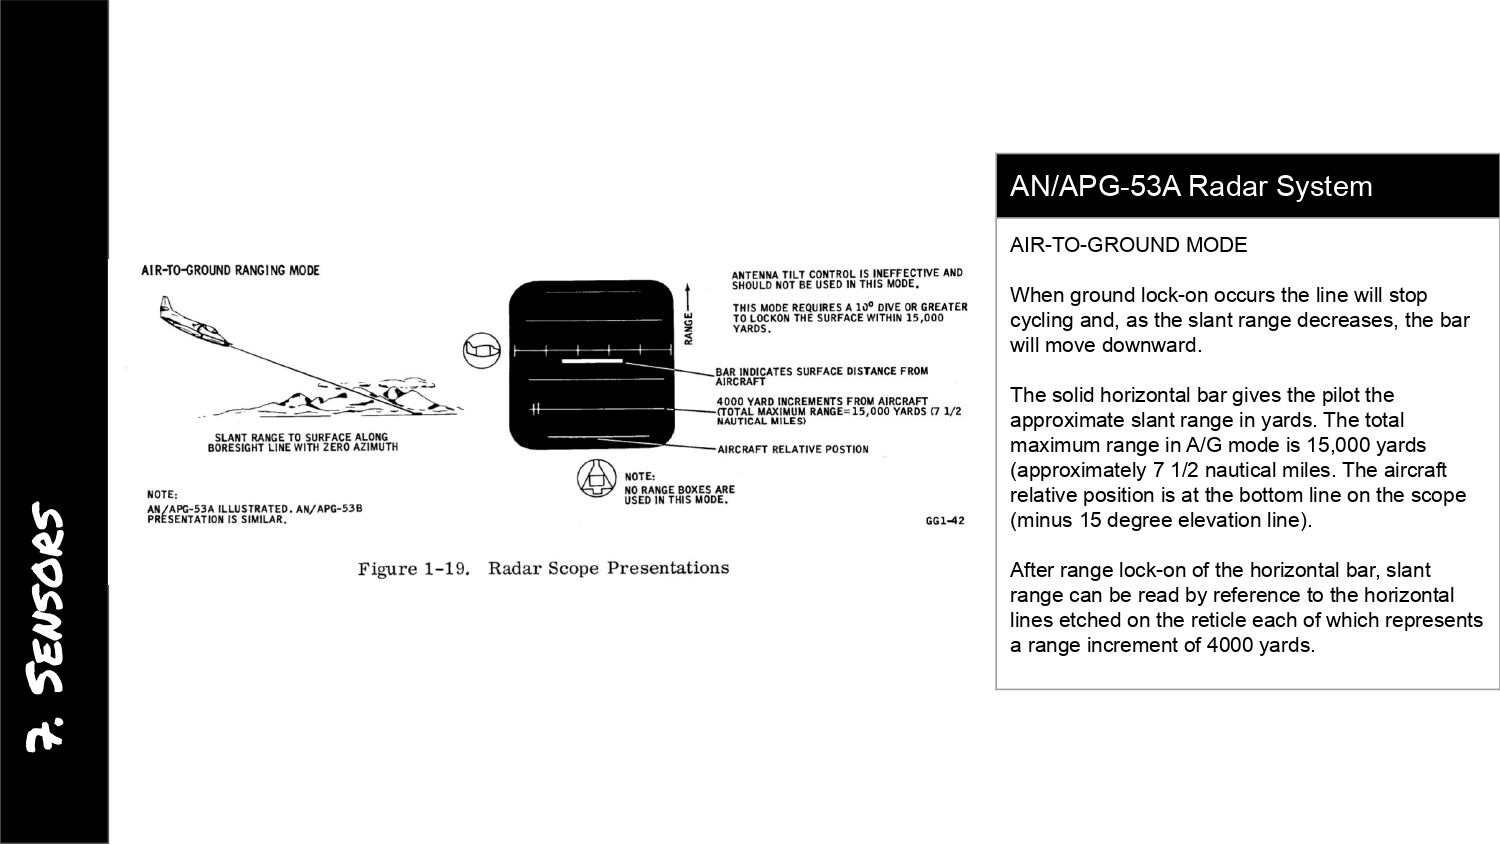 7. SENSORS
AIR-TO-GROUND RANGING MODE
SLANT RANGE TO SURFACE ALONG
BORESIGHT LINE WITH ZERO AZIMUTH
NOTE:
AN/APG-53A ILLUSTRATED. AN/APG-53B
PRESENTATION IS SIMILAR.
RANGE
ANTENNA TILT CONTROL IS INEFFECTIVE AND
SHOULD NOT BE USED IN THIS MODE.
THIS MODE REQUIRES A 10° DIVE OR GREATER
TO LOCKON THE SURFACE WITHIN 15,000
YARDS.
BAR INDICATES SURFACE DISTANCE FROM
AIRCRAFT
4000 YARD INCREMENTS FROM AIRCRAFT
(TOTAL MAXIMUM RANGE=15,000 YARDS (7 1/2
NAUTICAL MILES)
AIRCRAFT RELATIVE POSTION
NOTE:
NO RANGE BOXES ARE
USED IN THIS MODE.
GG1-42
Figure 1-19. Radar Scope Presentations
AN/APG-53A Radar System
AIR-TO-GROUND MODE
When ground lock-on occurs the line will stop
cycling and, as the slant range decreases, the bar
will move downward.
The solid horizontal bar gives the pilot the
approximate slant range in yards. The total
maximum range in A/G mode is 15,000 yards
(approximately 7 1/2 nautical miles. The aircraft
relative position is at the bottom line on the scope
(minus 15 degree elevation line).
After range lock-on of the horizontal bar, slant
range can be read by reference to the horizontal
lines etched on the reticle each of which represents
a range increment of 4000 yards.